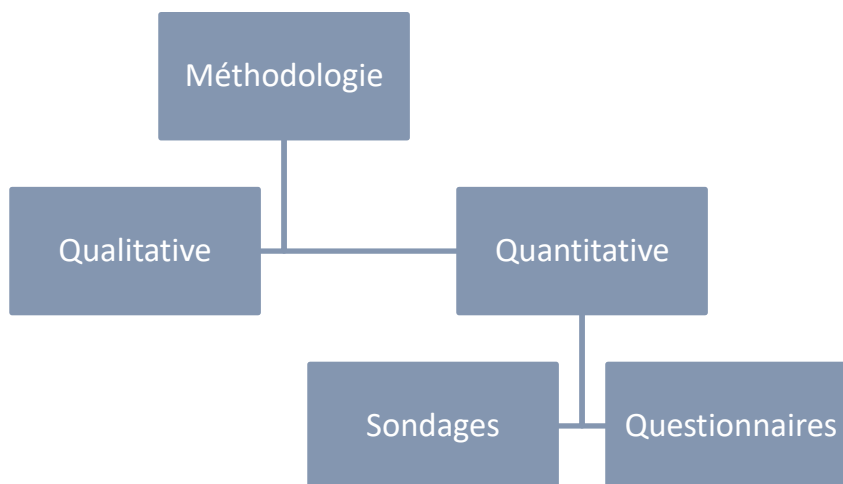 Méthodologie
Qualitative
Quantitative
Sondages
Questionnaires